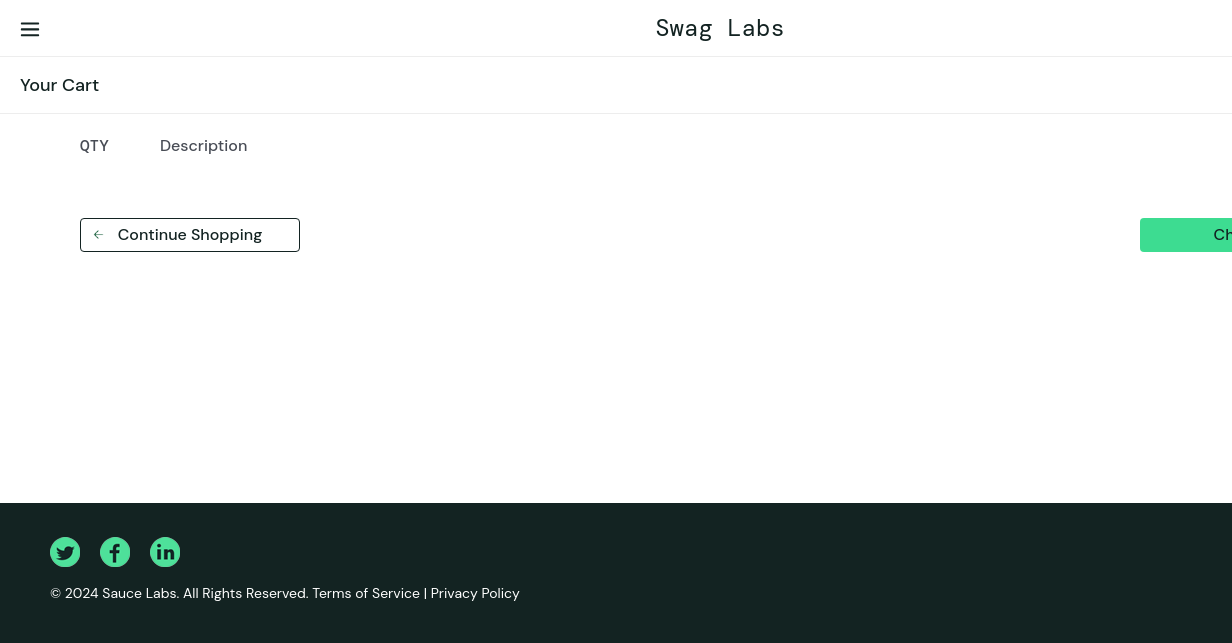 Swag Labs
Your Cart
QTY Description
Continue Shopping
Ch
© 2024 Sauce Labs. All Rights Reserved. Terms of Service | Privacy Policy